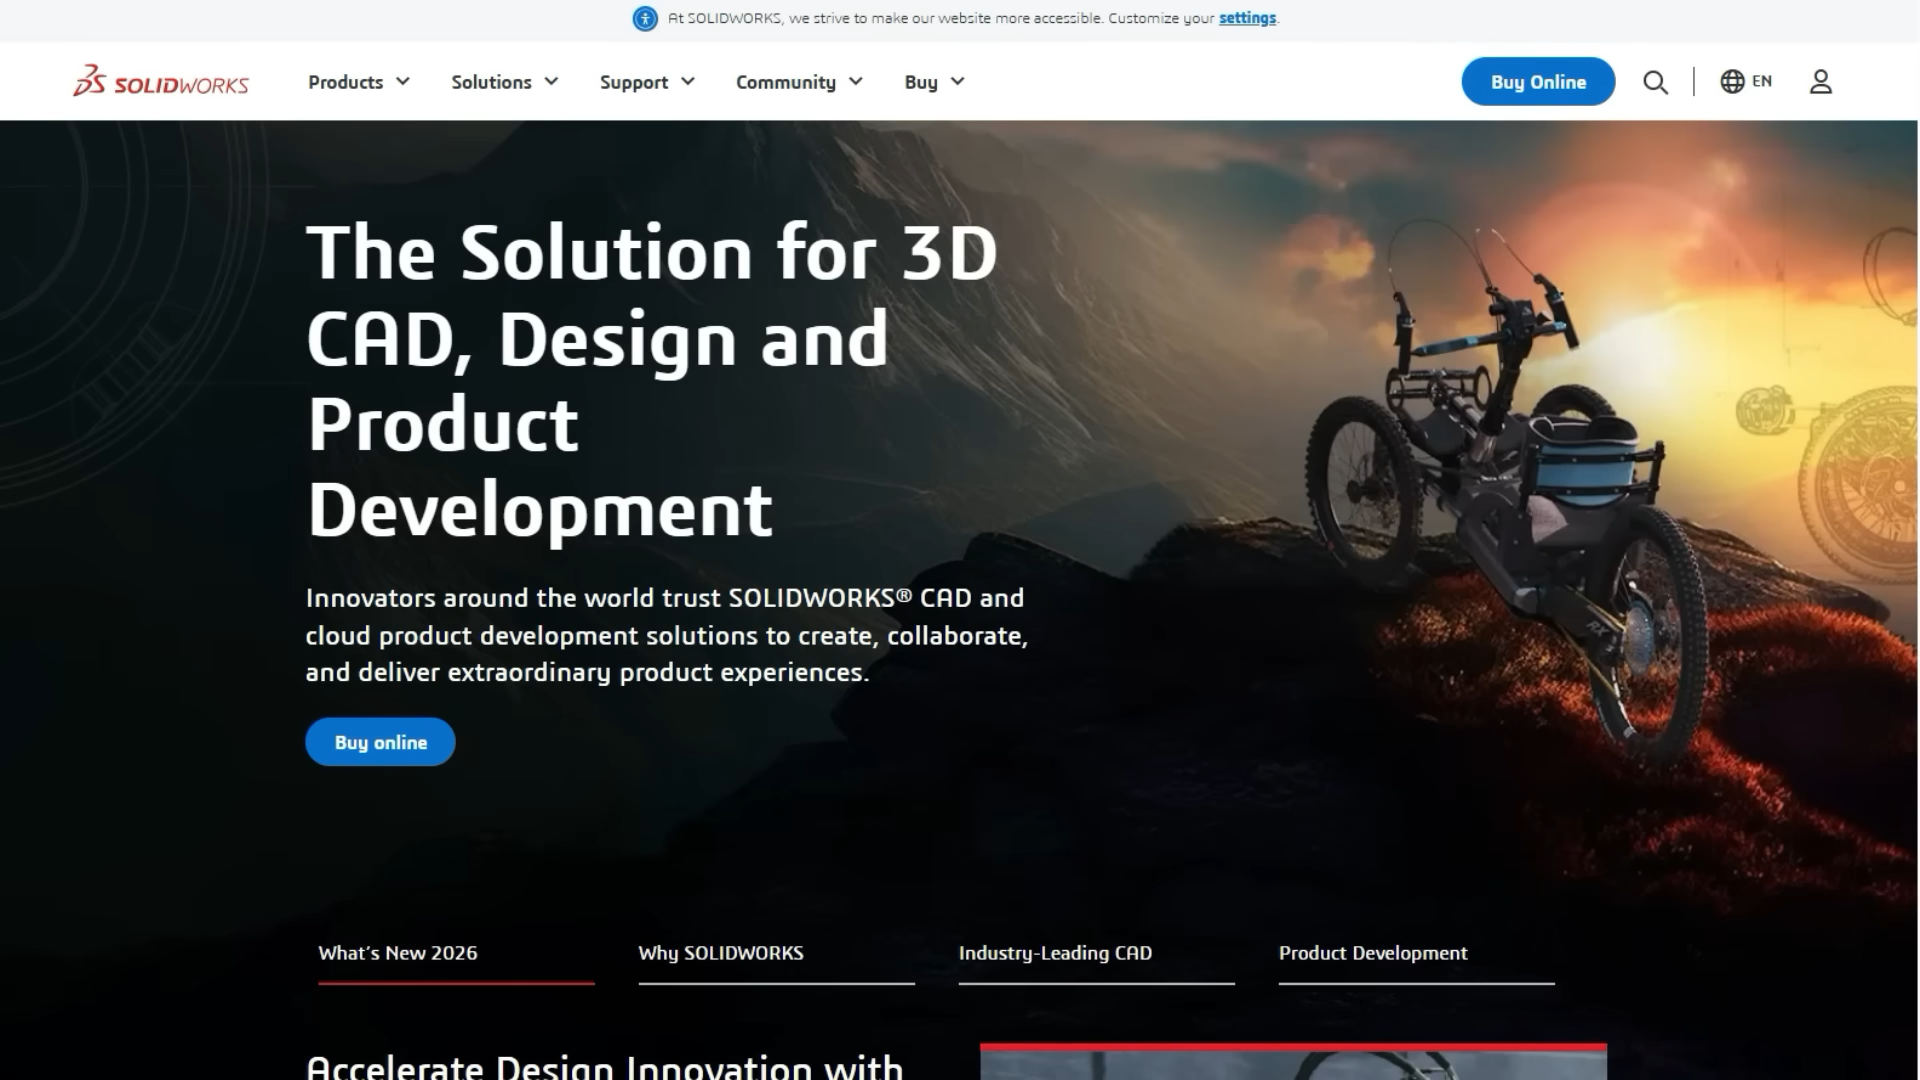 At SOLIDWORKS, we strive to make our website more accessible. Customize your settings.
SOLIDWORKS
Products
Solutions
Support
Community
Buy
Buy Online
EN
The Solution for 3D
CAD, Design and
Product
Development
Innovators around the world trust SOLIDWORKS® CAD and
cloud product development solutions to create, collaborate,
and deliver extraordinary product experiences.
Buy online
RX
What's New 2026
Why SOLIDWORKS
Industry-Leading CAD
Product Development
Accelerate Design Innovation with